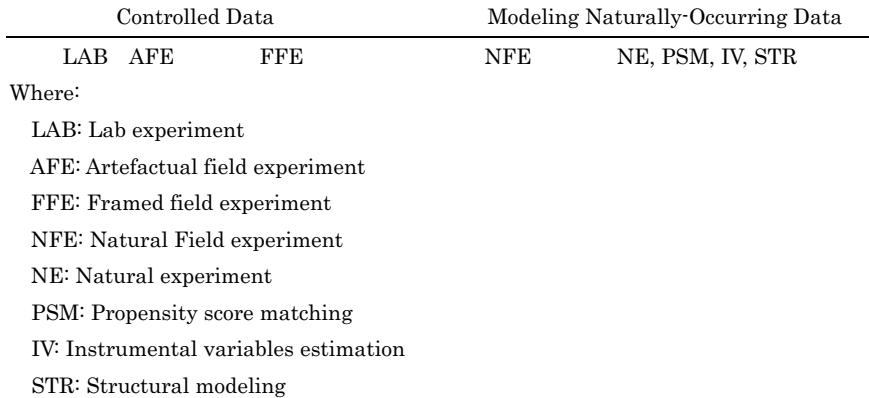 Controlled Data Modeling Naturally-Occurring Data
LAB AFE FFE NFE NE, PSM, IV, STR
Where:
LAB: Lab experiment
AFE: Artefactual field experiment
FFE: Framed field experiment
NFE: Natural Field experiment
NE: Natural experiment
PSM: Propensity score matching
IV: Instrumental variables estimation
STR: Structural modeling